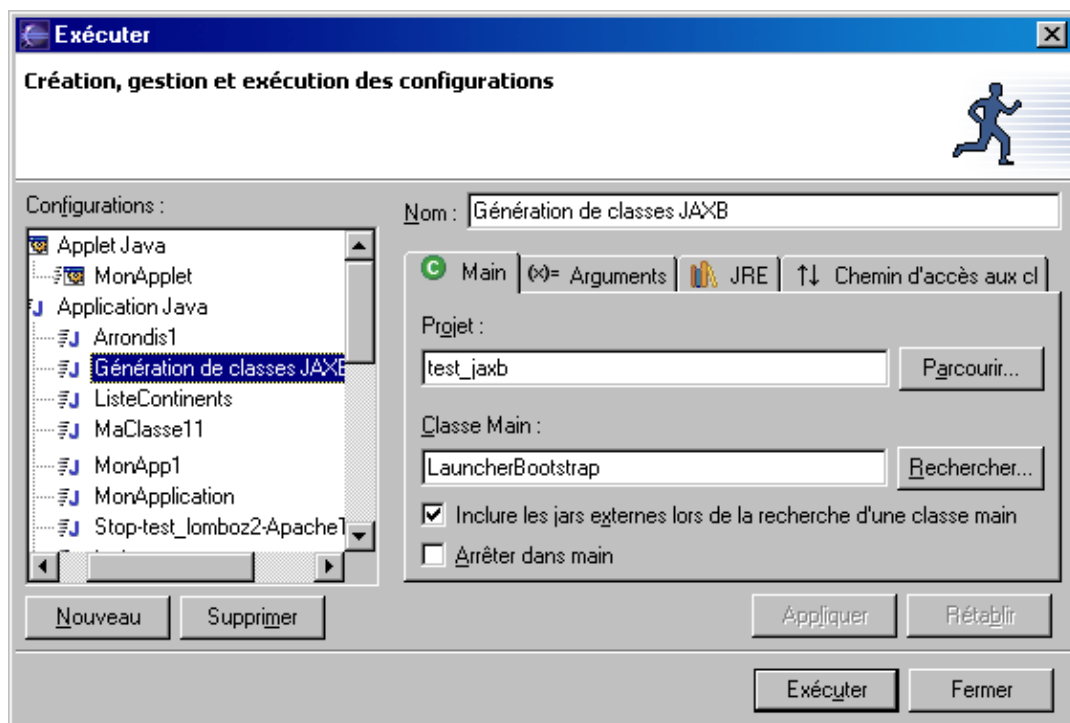 Exécuter
Création, gestion et exécution des configurations
Configurations :
Applet Java
MonApplet
Application Java
Arrondis1
Génération de classes JAXB
ListeContinents
MaClasse11
MonApp1
MonApplication
Stop-test_lomboz2-ApacheT
Nouveau Supprimer
Nom : Génération de classes JAXB
Main (x)= Arguments JRE Chemin d'accès aux cl
Projet :
test_jaxb Parcourir...
Classe Main :
LauncherBootstrap Rechercher...
Inclure les jars externes lors de la recherche d'une classe main
Arrêter dans main
Appliquer Rétablir
Exécuter Fermer